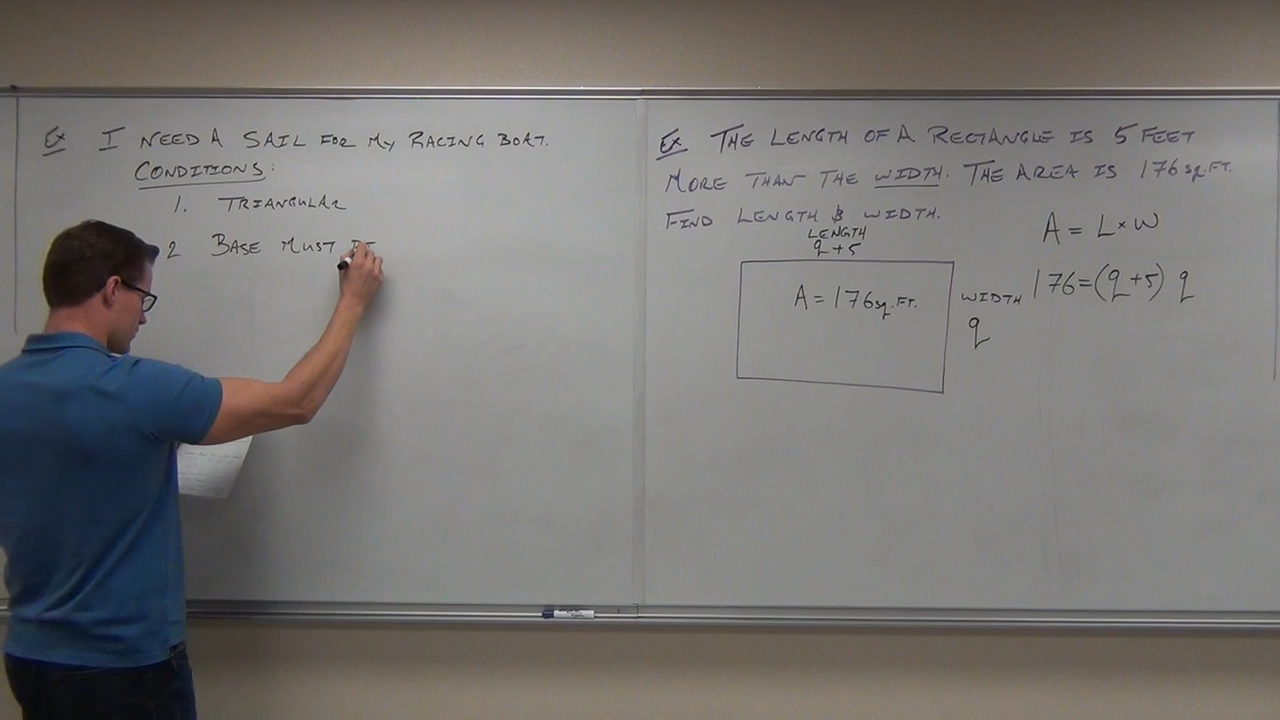 Ex I NEED A SAIL FOR MY RACING BOAT.
CONDITIONS:
1. TRIANGULAR
2 BASE MUST
Ex THE LENGTH OF A RECTANGLE IS 5 FEET
MORE THAN THE WIDTH. THE AREA IS 176 sq. FT.
FIND LENGTH & WIDTH.
LENGTH
q + 5
A = 176 sq. FT.
WIDTH
q
A = L × W
176 = (q + 5) q